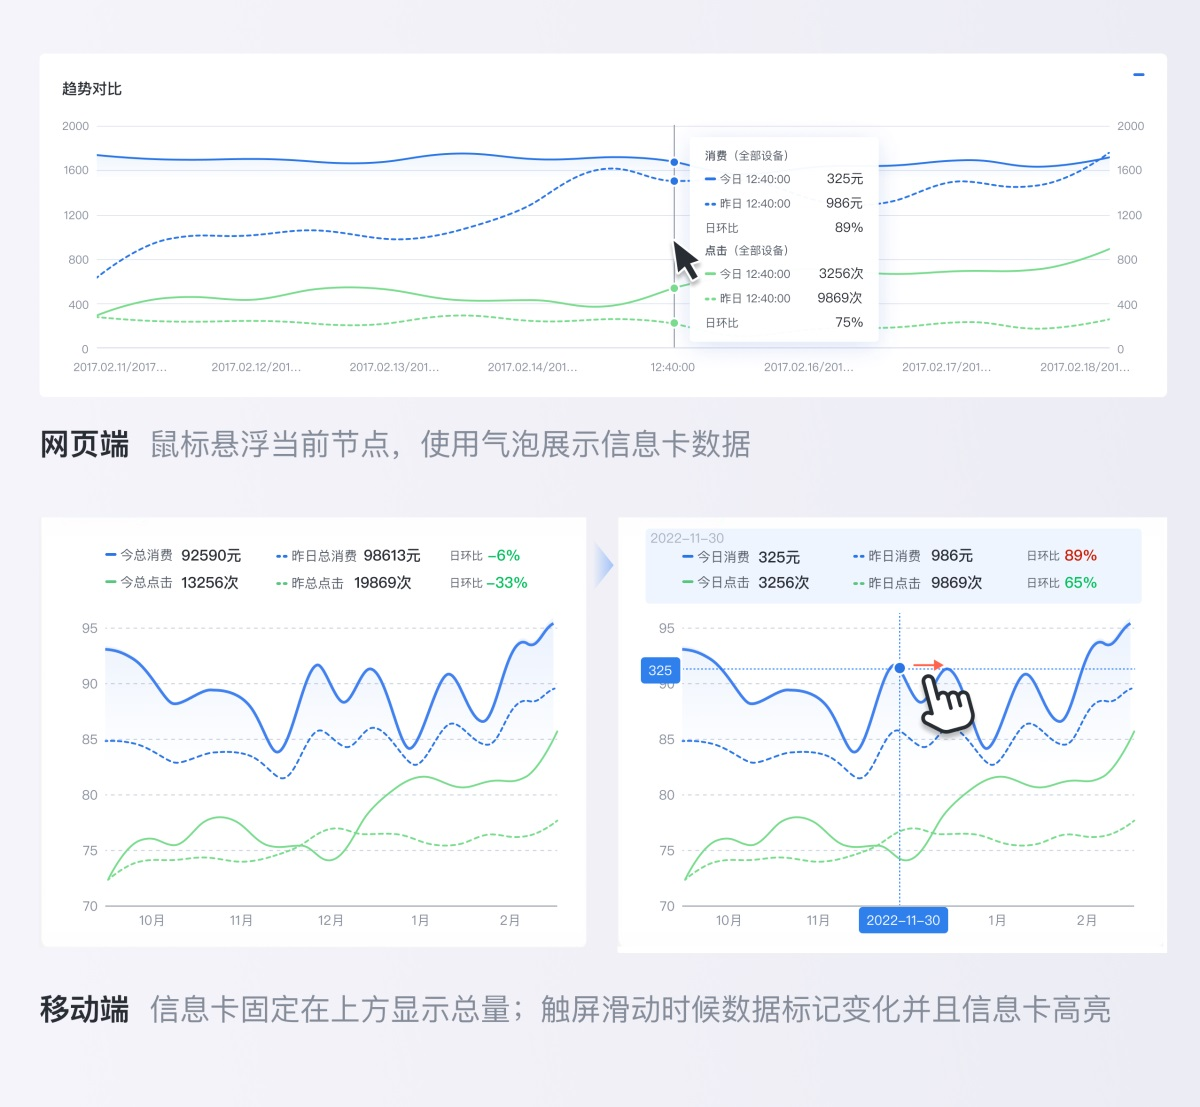 趋势对比
2000
1600
1200
800
400
0
2000
1600
1200
800
400
0
消费（全部设备）
今日 12:40:00 325元
昨日 12:40:00 986元
日环比 89%
点击（全部设备）
今日 12:40:00 3256次
昨日 12:40:00 9869次
日环比 75%
2017.02.11/2017... 2017.02.12/201... 2017.02.13/201... 2017.02.14/201... 12:40:00 2017.02.16/201... 2017.02.17/201... 2017.02.18/201...
网页端 鼠标悬浮当前节点，使用气泡展示信息卡数据
今总消费 92590元 昨日总消费 98613元 日环比 -6%
今总点击 13256次 昨总点击 19869次 日环比 -33%
95
90
85
80
75
70
10月 11月 12月 1月 2月
2022-11-30
今日消费 325元 昨日消费 986元 日环比 89%
今日点击 3256次 昨日点击 9869次 日环比 65%
95
325
90
85
80
75
70
10月 11月 2022-11-30 1月 2月
移动端 信息卡固定在上方显示总量；触屏滑动时候数据标记变化并且信息卡高亮